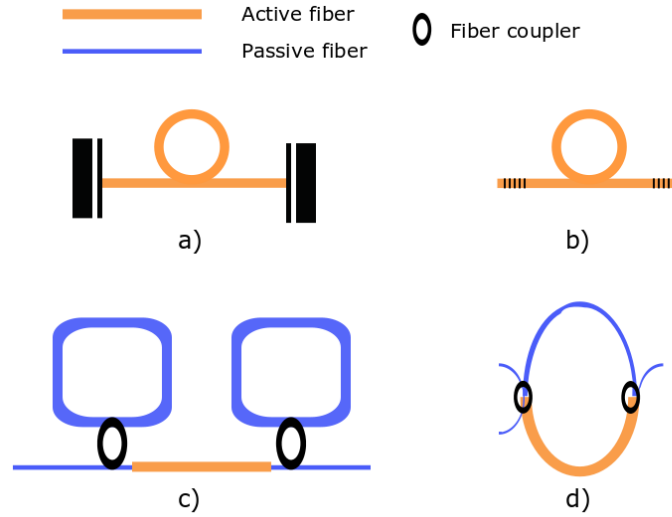 Active fiber
Passive fiber
Fiber coupler
a)
b)
c)
d)